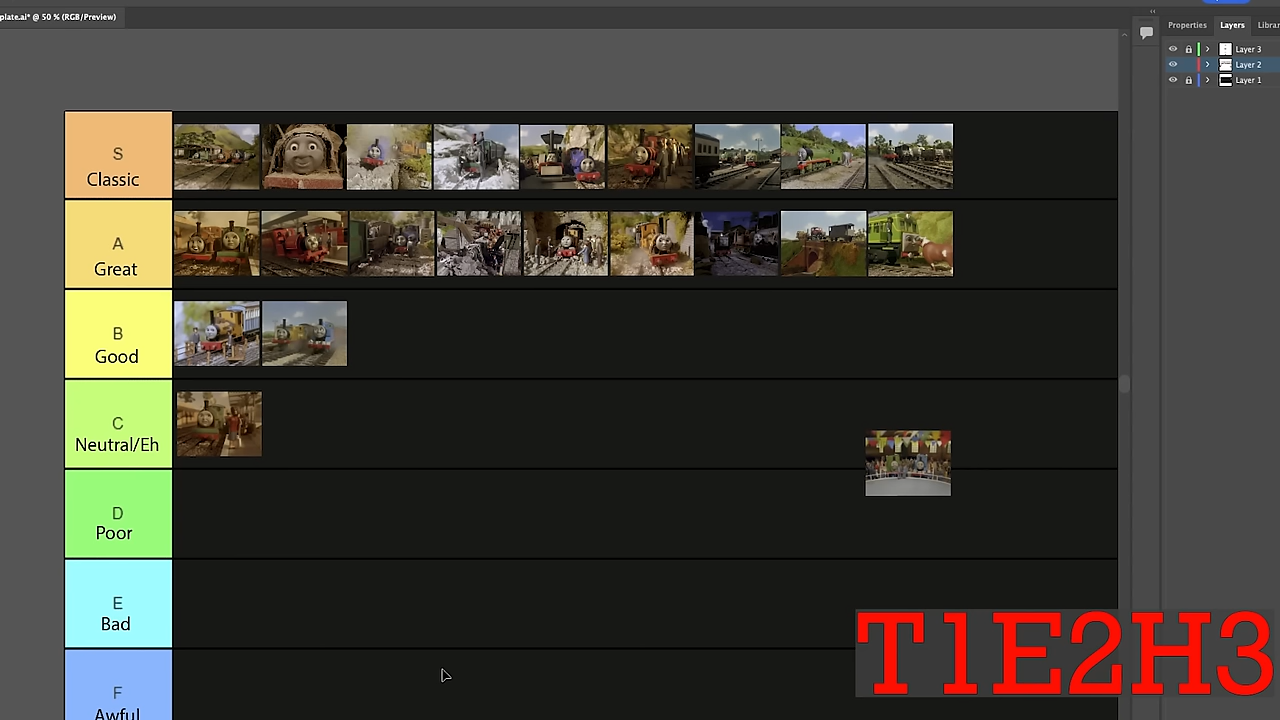 plate.ai* @ 50 % (RGB/Preview)
Properties Layers Librar
Layer 3
Layer 2
Layer 1
S
Classic
A
Great
B
Good
C
Neutral/Eh
D
Poor
E
Bad
F
Awful
T1E2H3